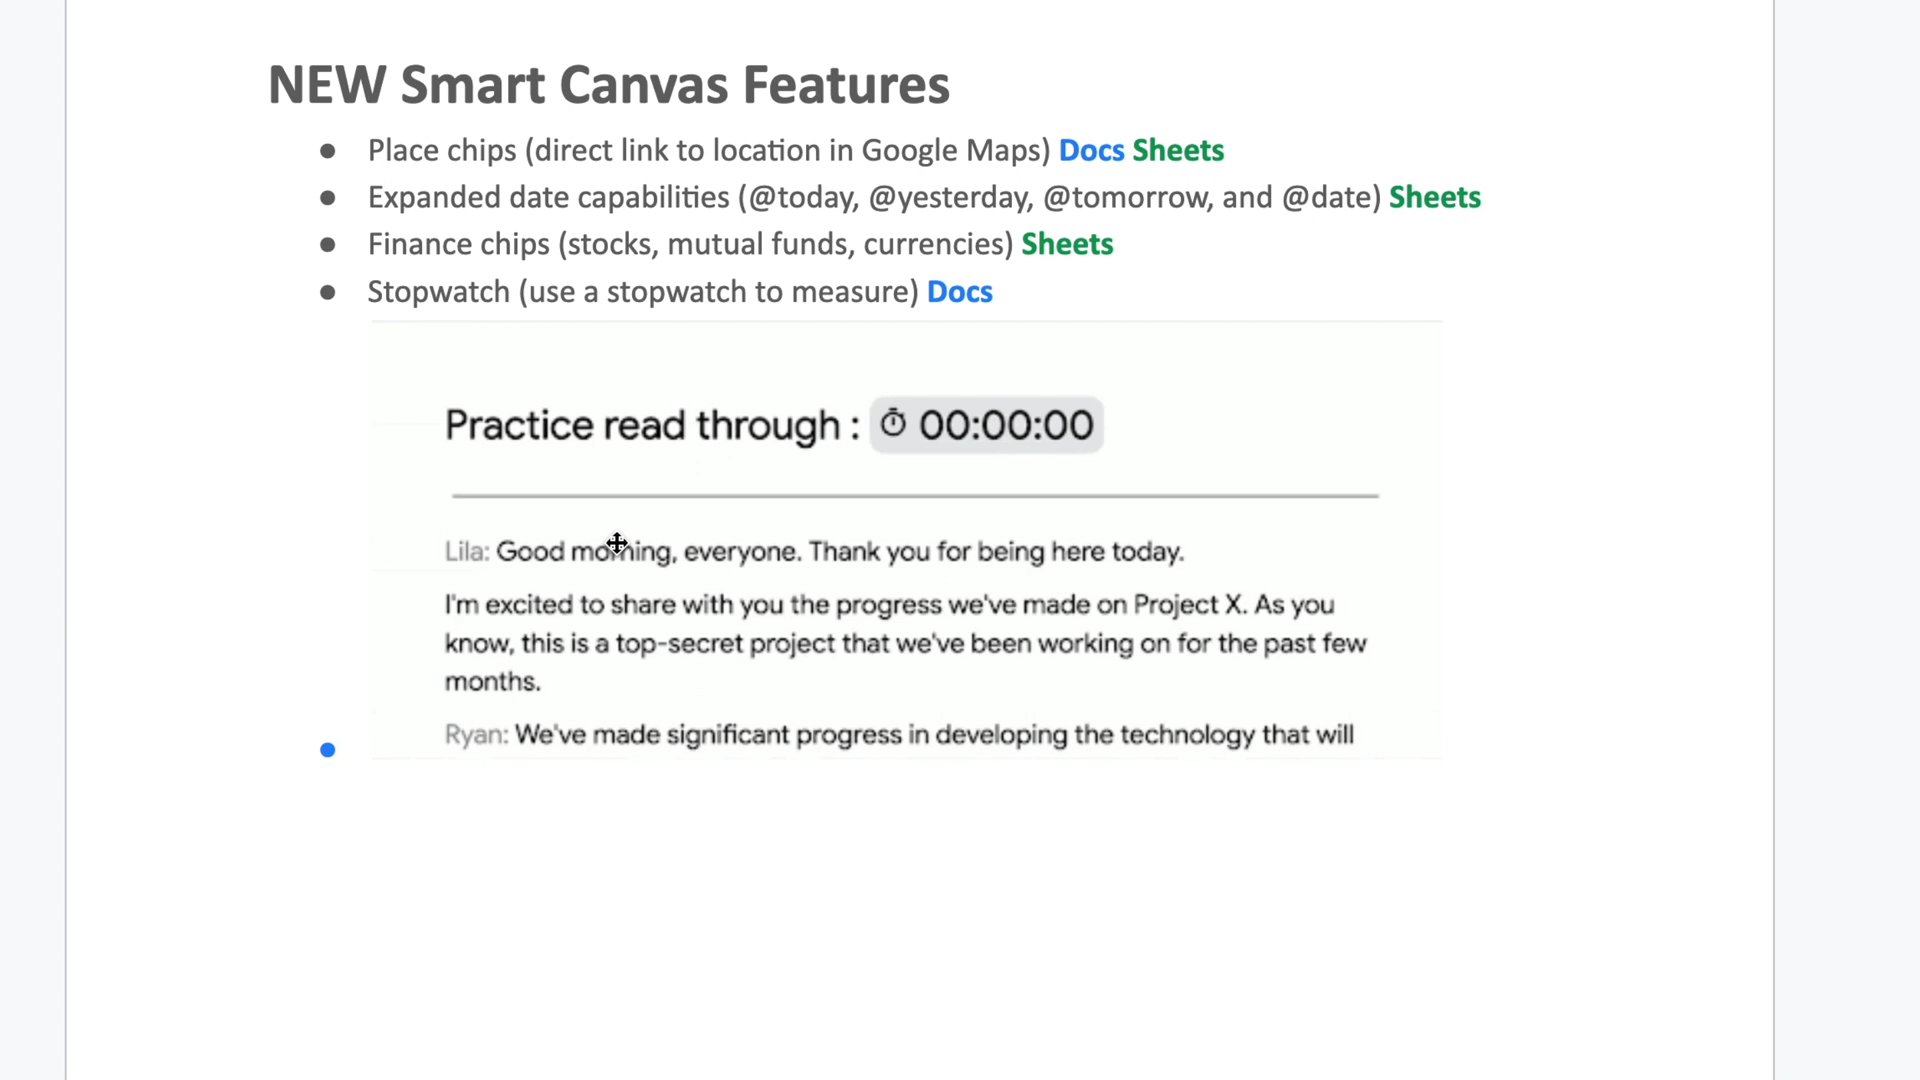 NEW Smart Canvas Features
● Place chips (direct link to location in Google Maps) Docs Sheets
● Expanded date capabilities (@today, @yesterday, @tomorrow, and @date) Sheets
● Finance chips (stocks, mutual funds, currencies) Sheets
● Stopwatch (use a stopwatch to measure) Docs
Practice read through : 00:00:00
Lila: Good morning, everyone. Thank you for being here today.
I'm excited to share with you the progress we've made on Project X. As you
know, this is a top-secret project that we've been working on for the past few
months.
Ryan: We've made significant progress in developing the technology that will